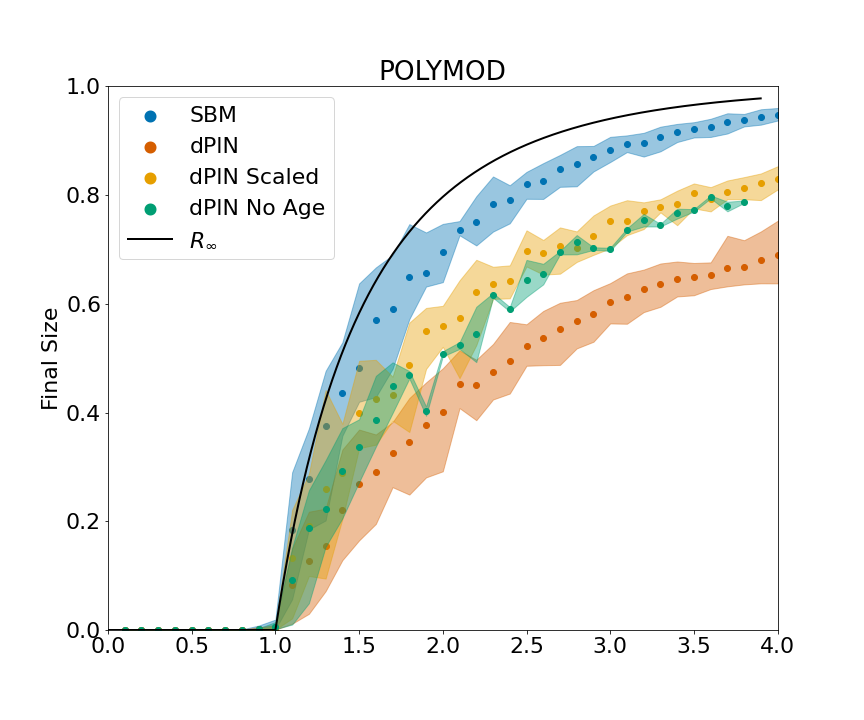 POLYMOD
SBM
dPIN
dPIN Scaled
dPIN No Age
R∞
Final Size
1.0
0.8
0.6
0.4
0.2
0.0
0.0 0.5 1.0 1.5 2.0 2.5 3.0 3.5 4.0